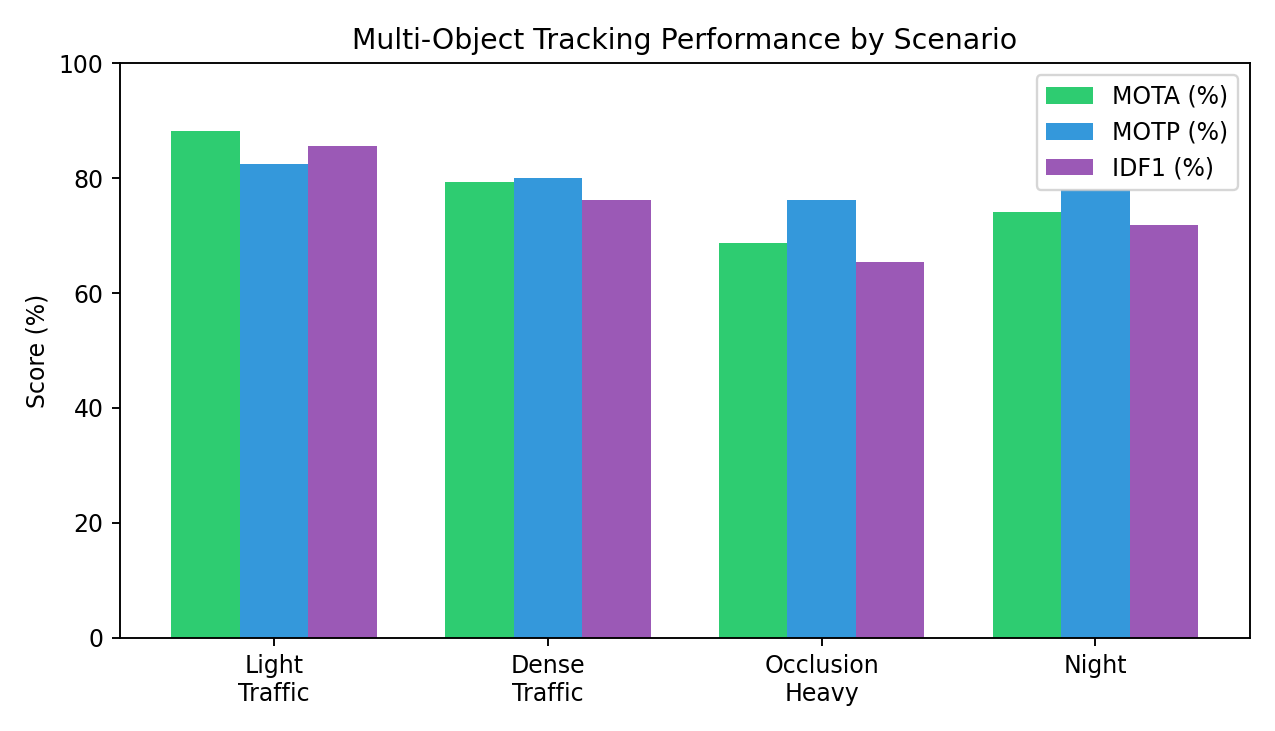 Multi-Object Tracking Performance by Scenario
100
80
60
40
20
0
Score (%)
MOTA (%)
MOTP (%)
IDF1 (%)
Light
Traffic
Dense
Traffic
Occlusion
Heavy
Night